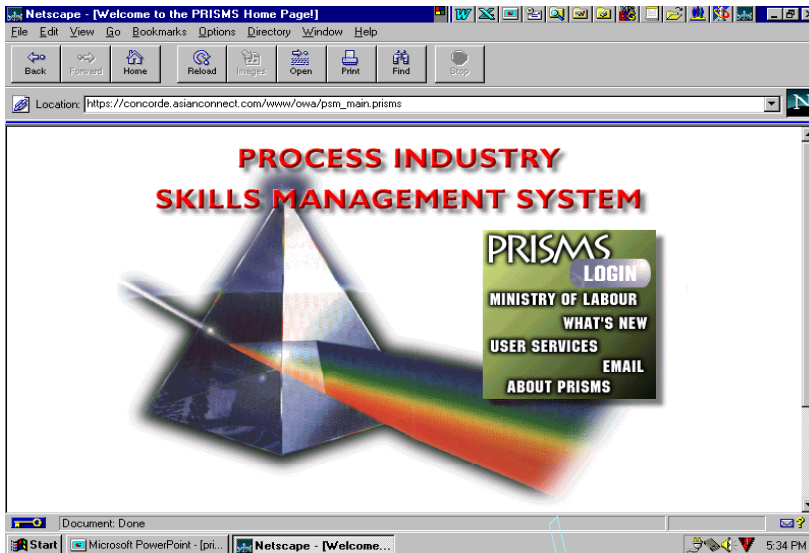 Netscape - [Welcome to the PRISMS Home Page!]
File Edit View Go Bookmarks Options Directory Window Help
Back Forward Home Reload Images Open Print Find Stop
Location: https://concorde.asianconnect.com/www/owa/psm_main.prisms
N
PROCESS INDUSTRY
SKILLS MANAGEMENT SYSTEM
PRISMS
LOGIN
MINISTRY OF LABOUR
WHAT'S NEW
USER SERVICES
EMAIL
ABOUT PRISMS
Document: Done
Start Microsoft PowerPoint - [pri... Netscape - [Welcome... 5:34 PM